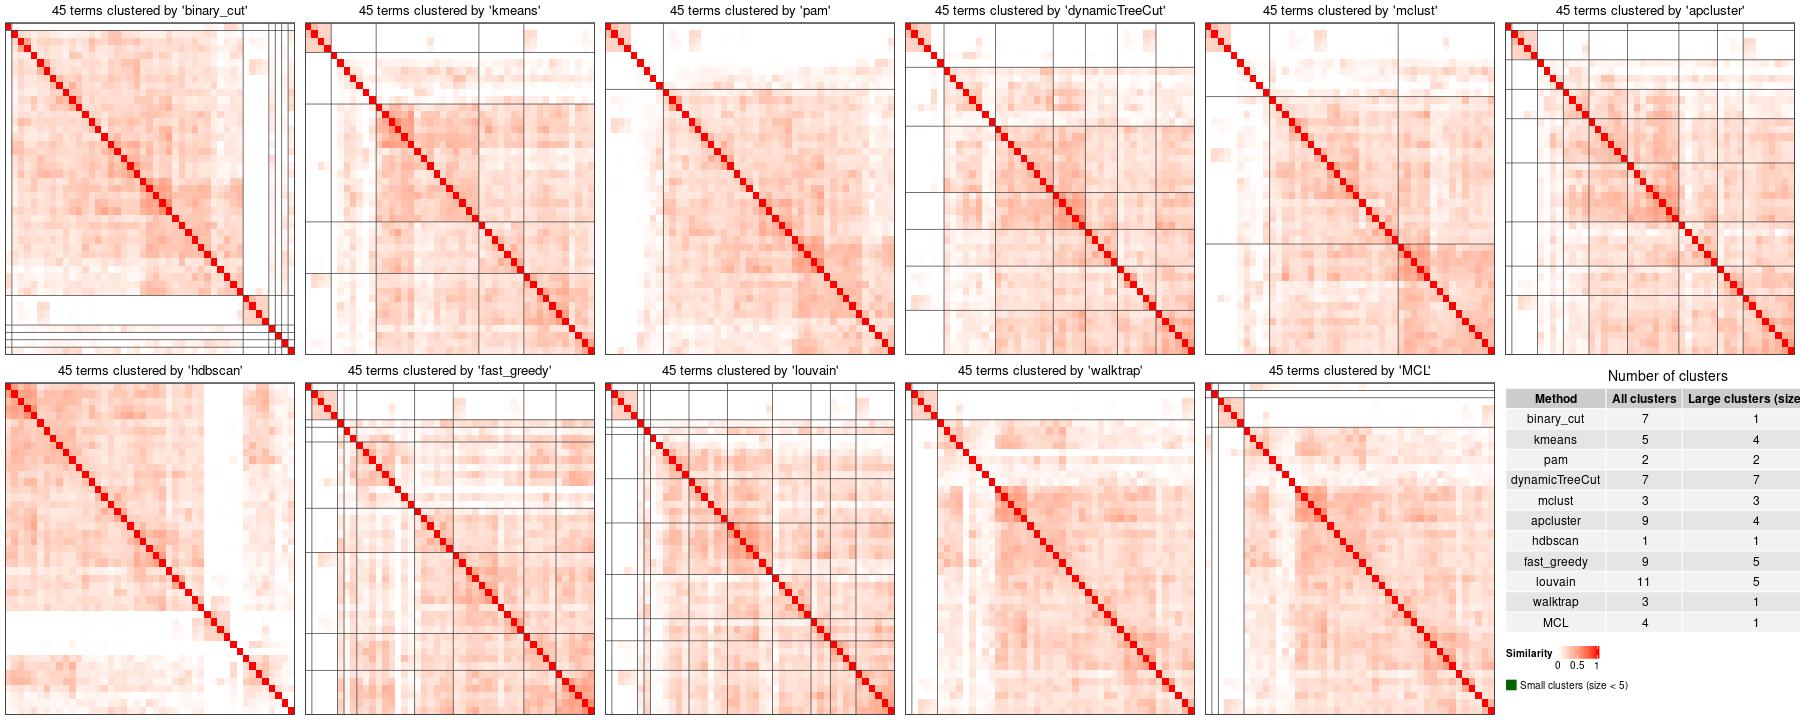 45 terms clustered by 'binary_cut'
45 terms clustered by 'kmeans'
45 terms clustered by 'pam'
45 terms clustered by 'dynamicTreeCut'
45 terms clustered by 'mclust'
45 terms clustered by 'apcluster'
45 terms clustered by 'hdbscan'
45 terms clustered by 'fast_greedy'
45 terms clustered by 'louvain'
45 terms clustered by 'walktrap'
45 terms clustered by 'MCL'
Number of clusters
Method All clusters Large clusters (size
binary_cut 7 1
kmeans 5 4
pam 2 2
dynamicTreeCut 7 7
mclust 3 3
apcluster 9 4
hdbscan 1 1
fast_greedy 9 5
louvain 11 5
walktrap 3 1
MCL 4 1
Similarity
0 0.5 1
Small clusters (size < 5)